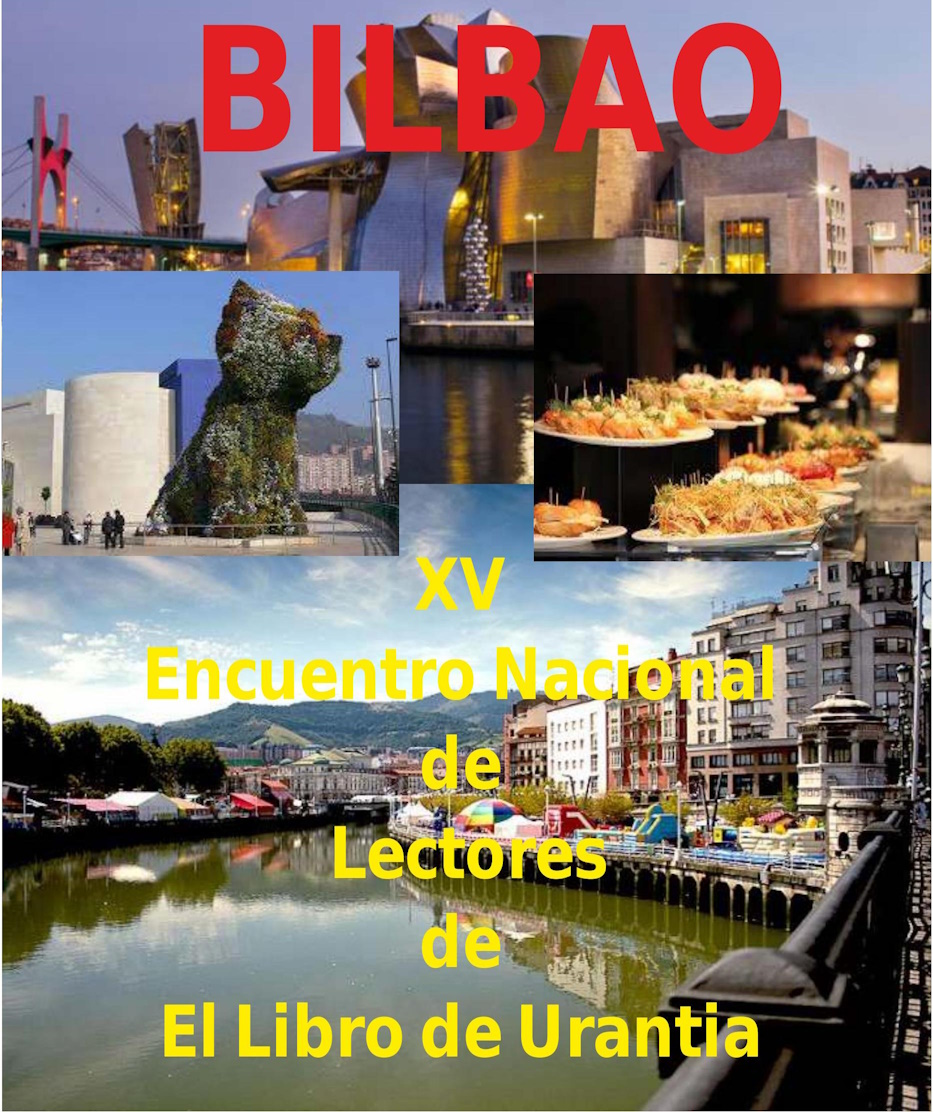 BILBAO
XV
Encuentro Nacional
de
Lectores
de
El Libro de Urantia